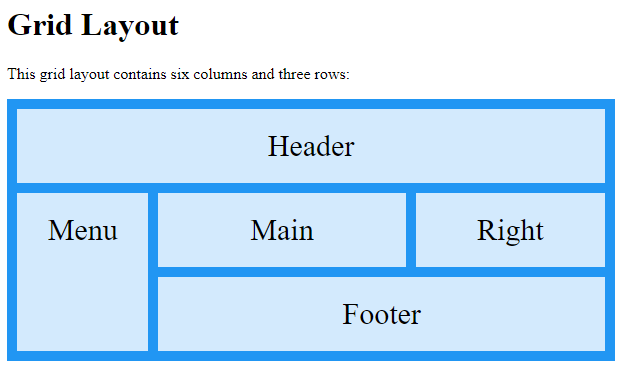 Grid Layout
This grid layout contains six columns and three rows:
Header
Menu
Main
Right
Footer